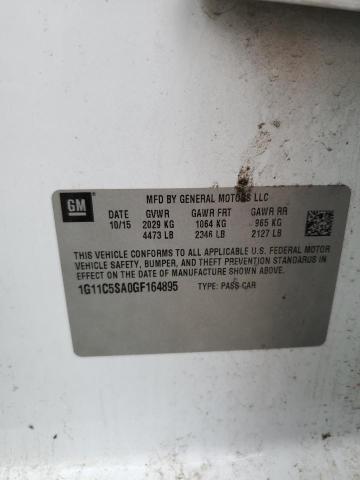 GM
MFD BY GENERAL MOTORS LLC
DATE GVWR GAWR FRT GAWR RR
10/15 2029 KG 1064 KG 965 KG
4473 LB 2346 LB 2127 LB
THIS VEHICLE CONFORMS TO ALL APPLICABLE U.S. FEDERAL MOTOR
VEHICLE SAFETY, BUMPER, AND THEFT PREVENTION STANDARDS
IN EFFECT ON THE DATE OF MANUFACTURE SHOWN ABOVE.
1G11C5SA0GF164895 TYPE: PASS CAR